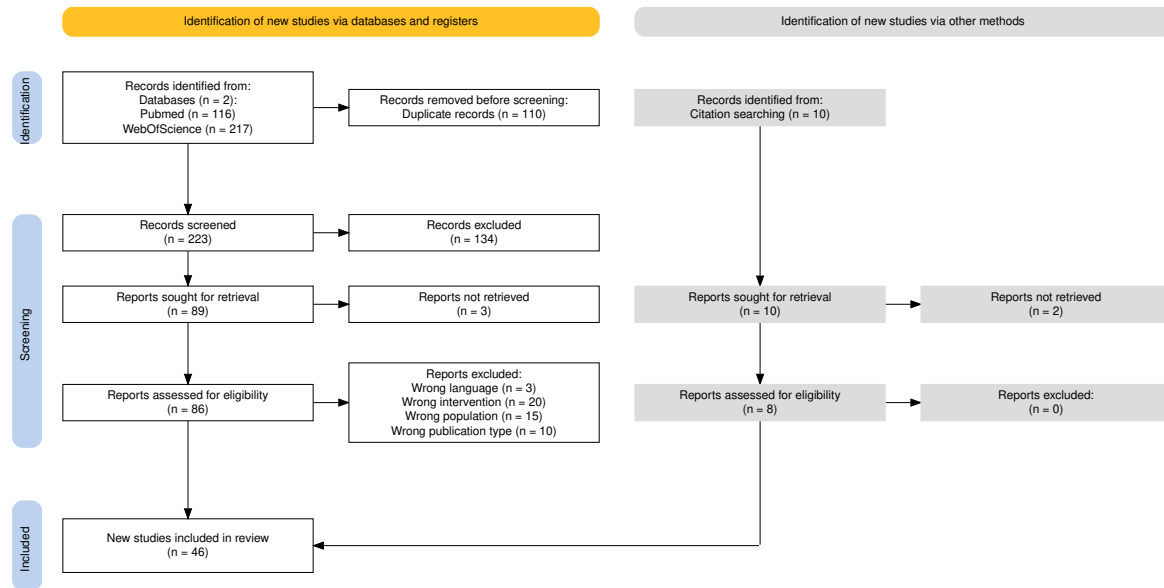 Identification of new studies via databases and registers
Identification of new studies via other methods
Identification
Records identified from:
Databases (n = 2):
Pubmed (n = 116)
WebOfScience (n = 217)
Records removed before screening:
Duplicate records (n = 110)
Records identified from:
Citation searching (n = 10)
Screening
Records screened
(n = 223)
Records excluded
(n = 134)
Reports sought for retrieval
(n = 89)
Reports not retrieved
(n = 3)
Reports sought for retrieval
(n = 10)
Reports not retrieved
(n = 2)
Reports assessed for eligibility
(n = 86)
Reports excluded:
Wrong language (n = 3)
Wrong intervention (n = 20)
Wrong population (n = 15)
Wrong publication type (n = 10)
Reports assessed for eligibility
(n = 8)
Reports excluded:
(n = 0)
Included
New studies included in review
(n = 46)